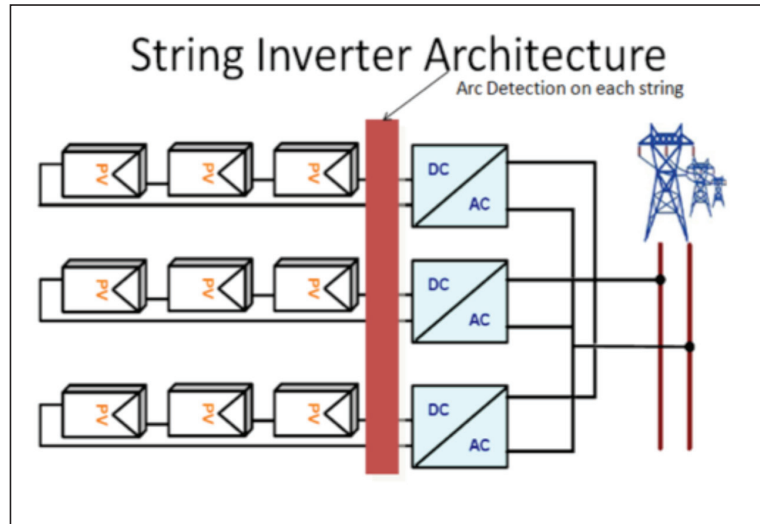 String Inverter Architecture
Arc Detection on each string
PV PV PV
DC
AC
PV PV PV
DC
AC
PV PV PV
DC
AC